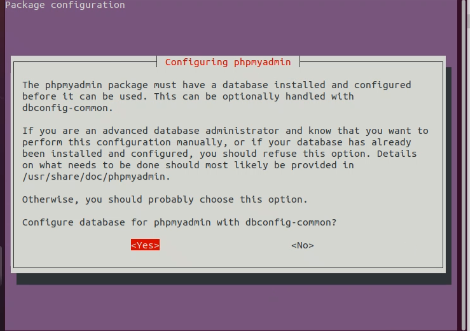 Package configuration
Configuring phpmyadmin
The phpmyadmin package must have a database installed and configured
before it can be used. This can be optionally handled with
dbconfig-common.
If you are an advanced database administrator and know that you want to
perform this configuration manually, or if your database has already
been installed and configured, you should refuse this option. Details
on what needs to be done should most likely be provided in
/usr/share/doc/phpmyadmin.
Otherwise, you should probably choose this option.
Configure database for phpmyadmin with dbconfig-common?
<Yes> <No>